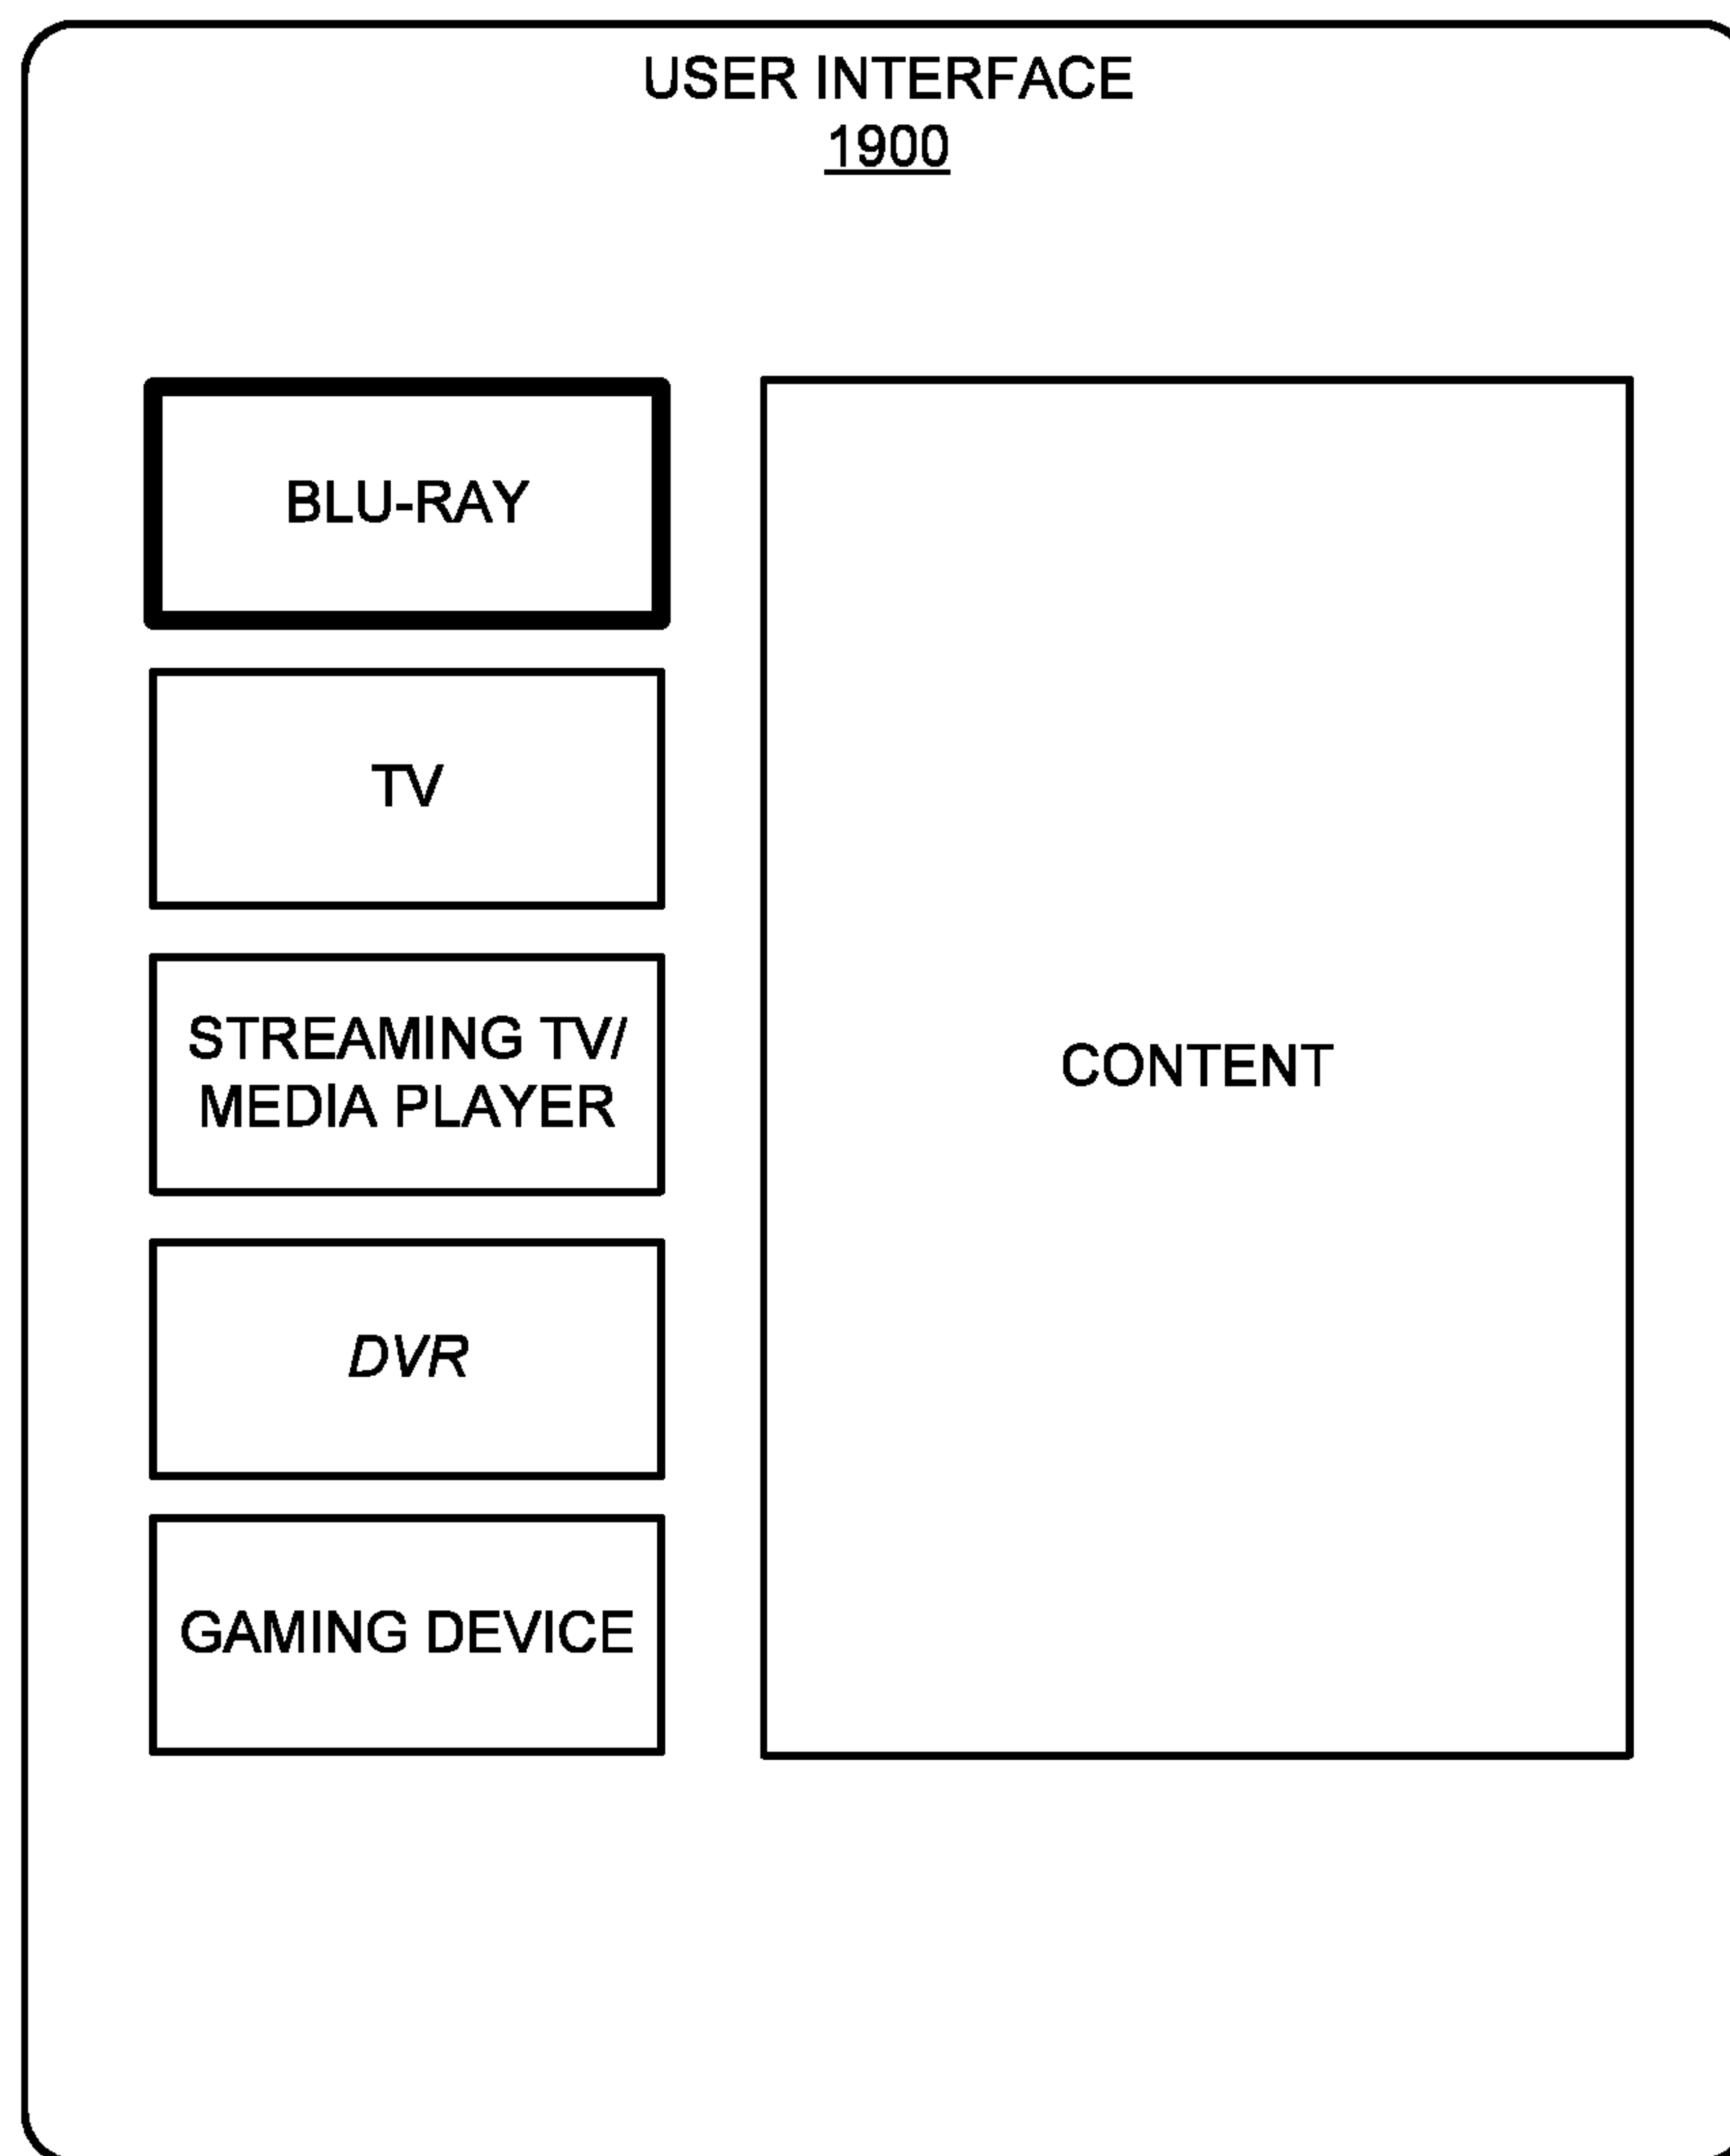 USER INTERFACE
1900
BLU-RAY
TV
STREAMING TV/
MEDIA PLAYER
DVR
GAMING DEVICE
CONTENT